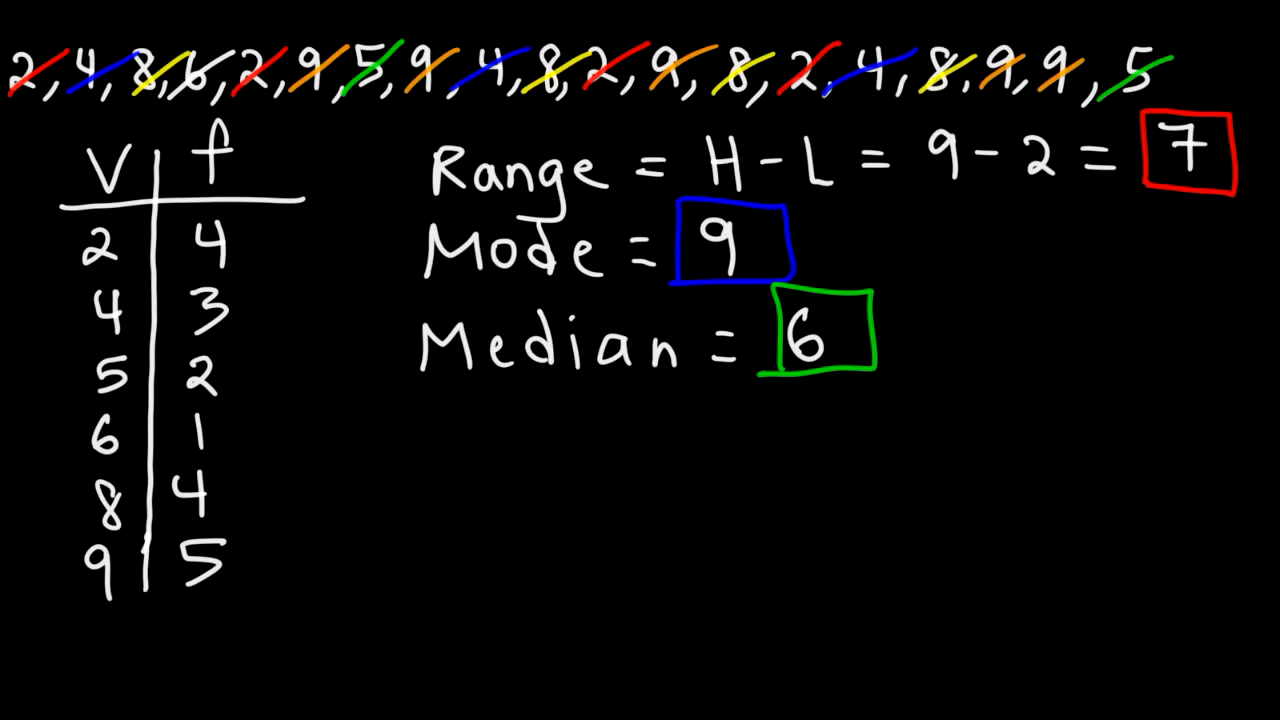 2, 4, 8, 6, 2, 9, 5, 9, 4, 8, 2, 9, 8, 2, 4, 8, 9, 9, 5
V f
2 4
4 3
5 2
6 1
8 4
9 5
Range = H - L = 9 - 2 = 7
Mode = 9
Median = 6